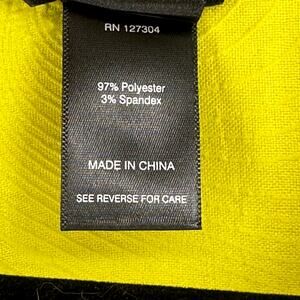 RN 127304
97% Polyester
3% Spandex
MADE IN CHINA
SEE REVERSE FOR CARE